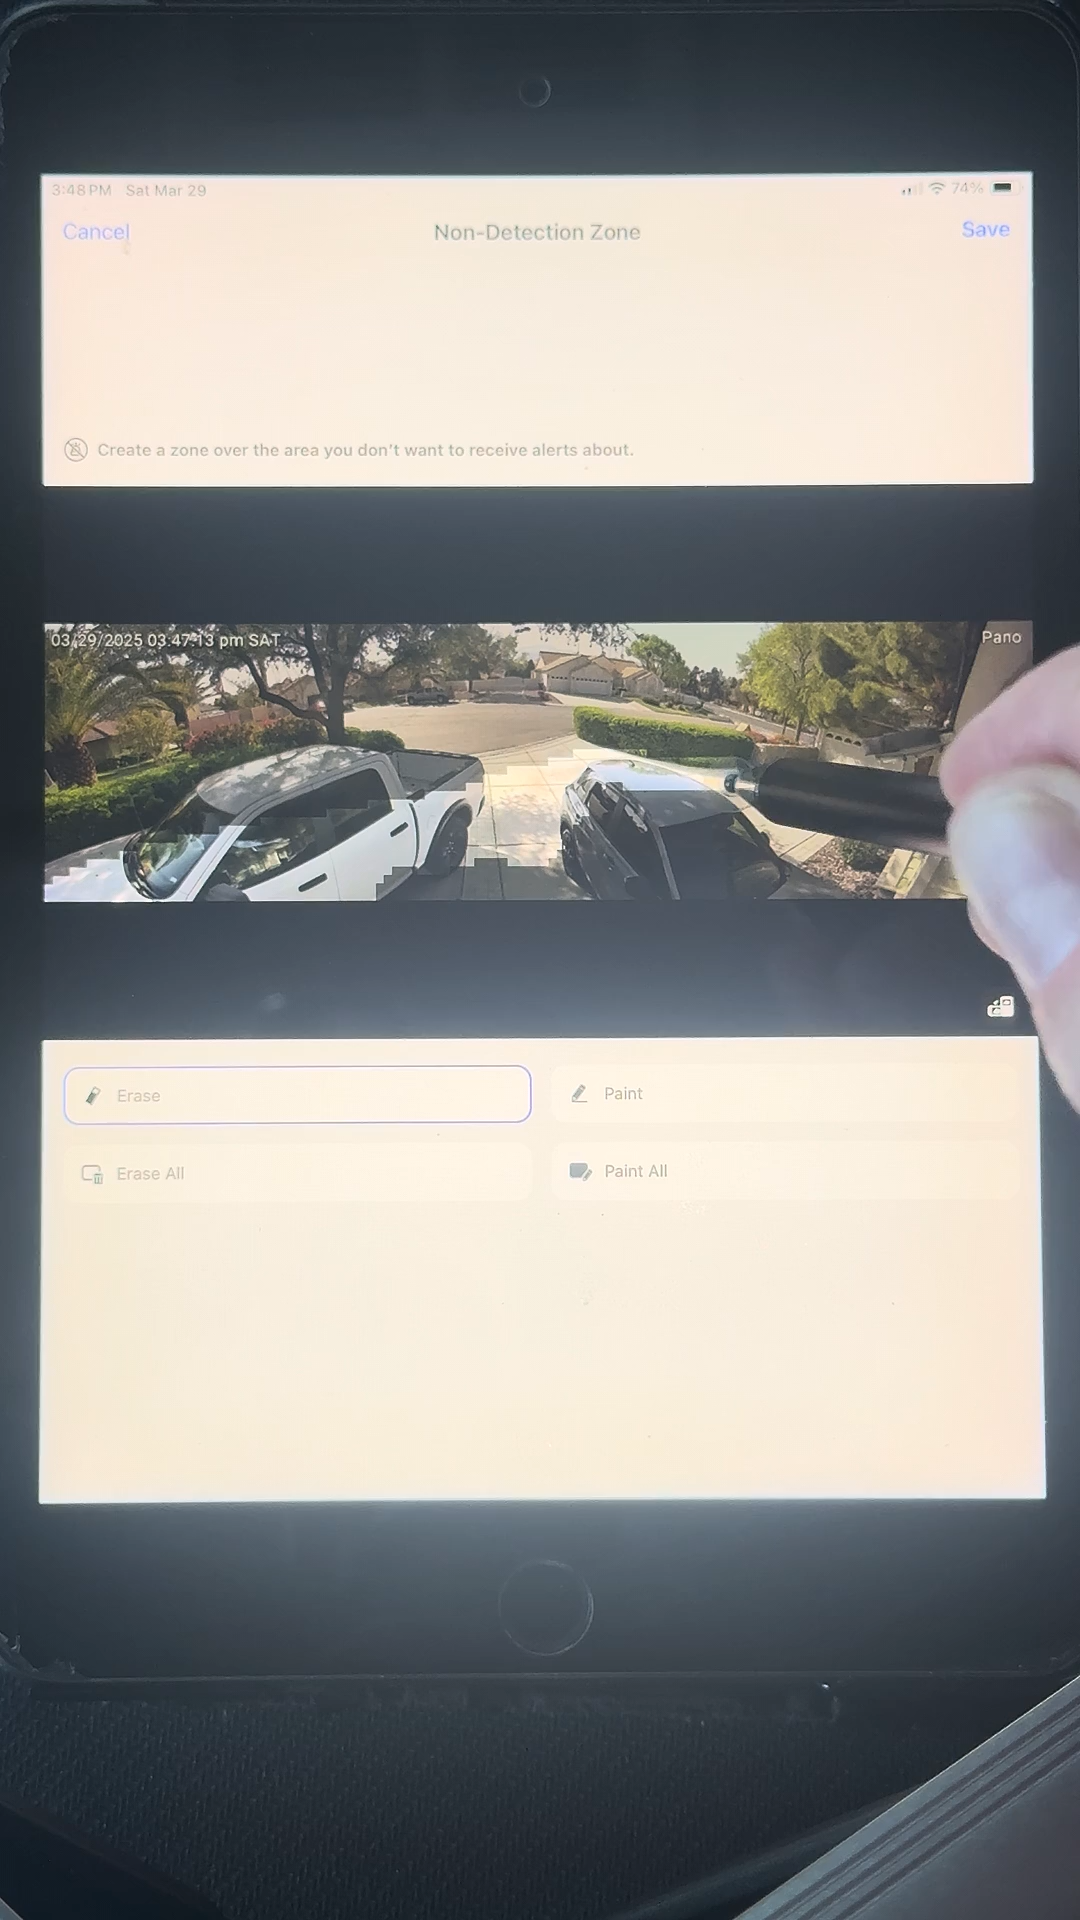 3:48 PM Sat Mar 29 74%
Cancel Non-Detection Zone Save
Create a zone over the area you don't want to receive alerts about.
03/29/2025 03:47:13 pm SAT Pano
Erase Paint
Erase All Paint All